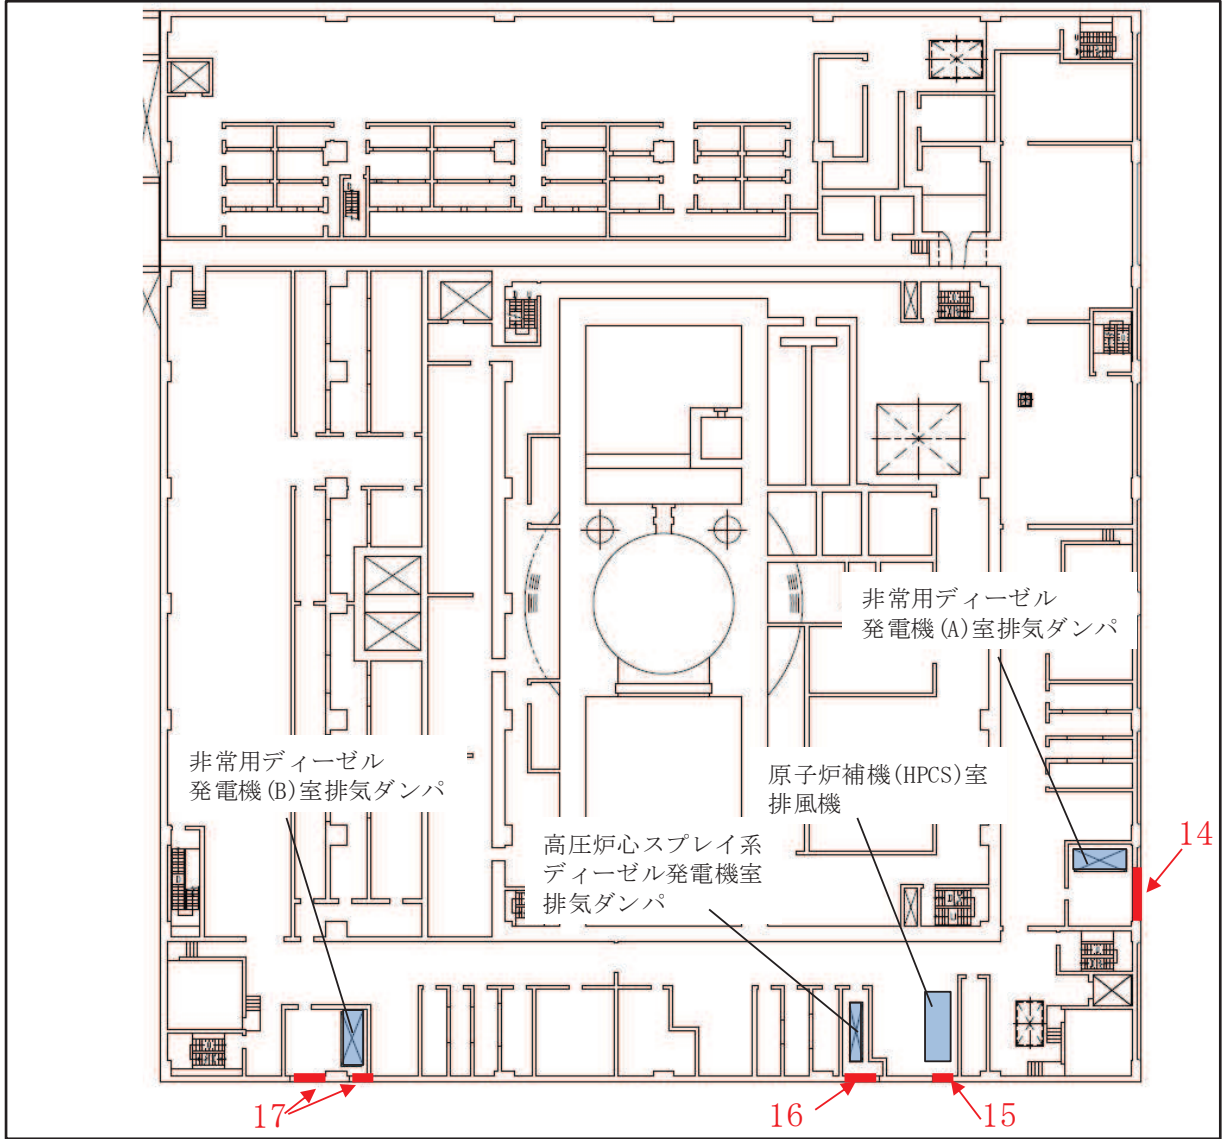 非常用ディーゼル
発電機(A)室排気ダンパ
非常用ディーゼル
発電機(B)室排気ダンパ
原子炉補機(HPCS)室
排風機
高圧炉心スプレイ系
ディーゼル発電機室
排気ダンパ
14
17
16
15